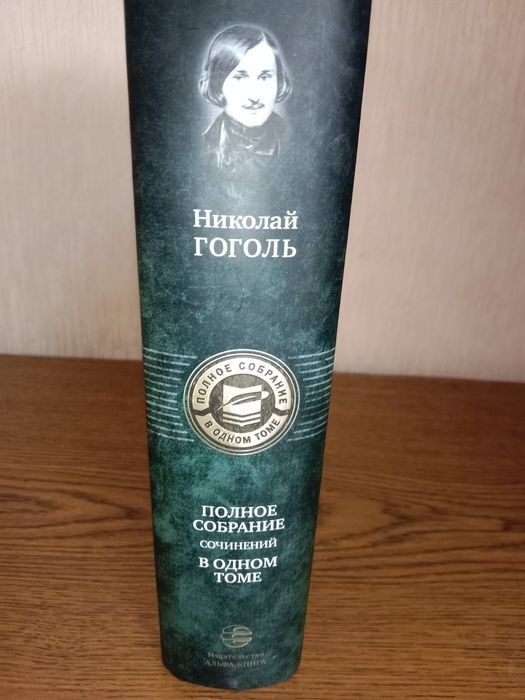 Николай
ГОГОЛЬ
ПОЛНОЕ СОБРАНИЕ
В ОДНОМ ТОМЕ
ПОЛНОЕ
СОБРАНИЕ
СОЧИНЕНИЙ
В ОДНОМ
ТОМЕ
Издательство
АЛЬФА-КНИГА